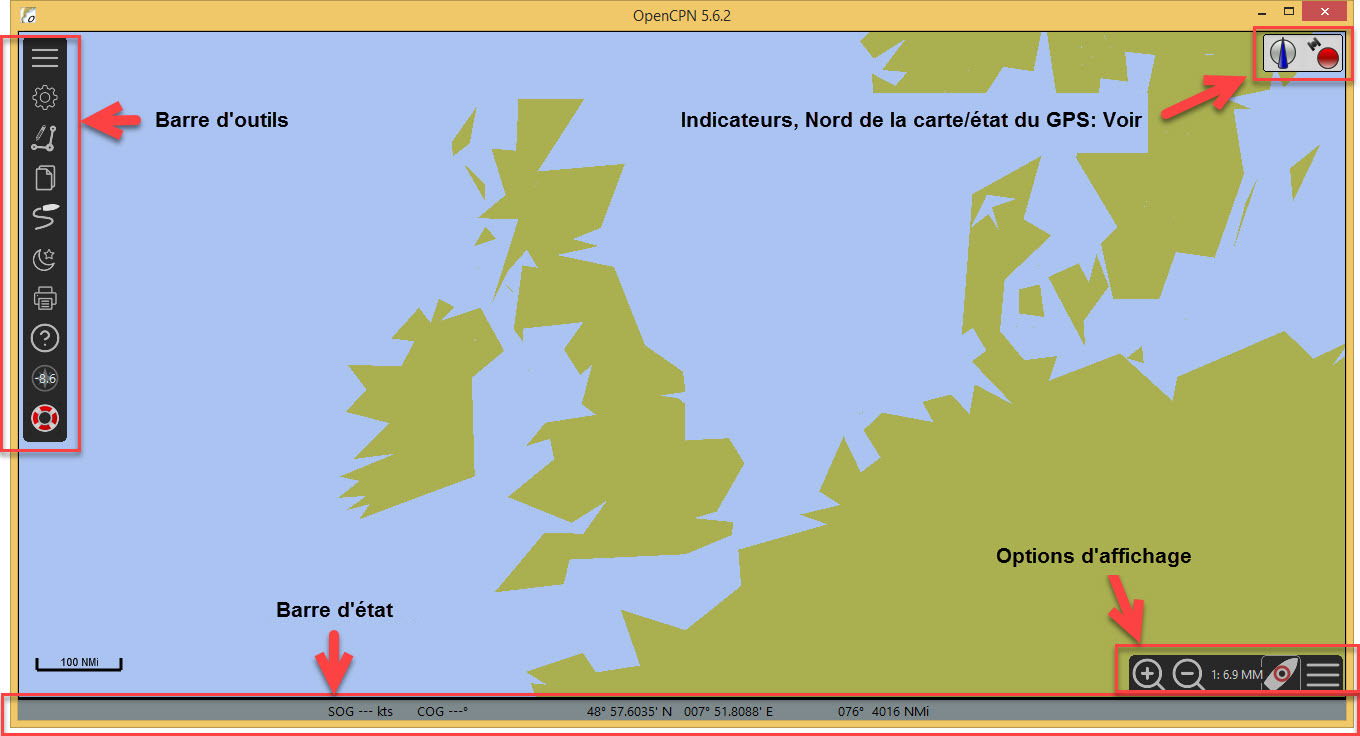 OpenCPN 5.6.2
Barre d'outils
Indicateurs, Nord de la carte/état du GPS: Voir
-8.6
Options d'affichage
Barre d'état
100 NMi
1: 6.9 MM
SOG --- kts COG ---° 48° 57.6035' N 007° 51.8088' E 076° 4016 NMi